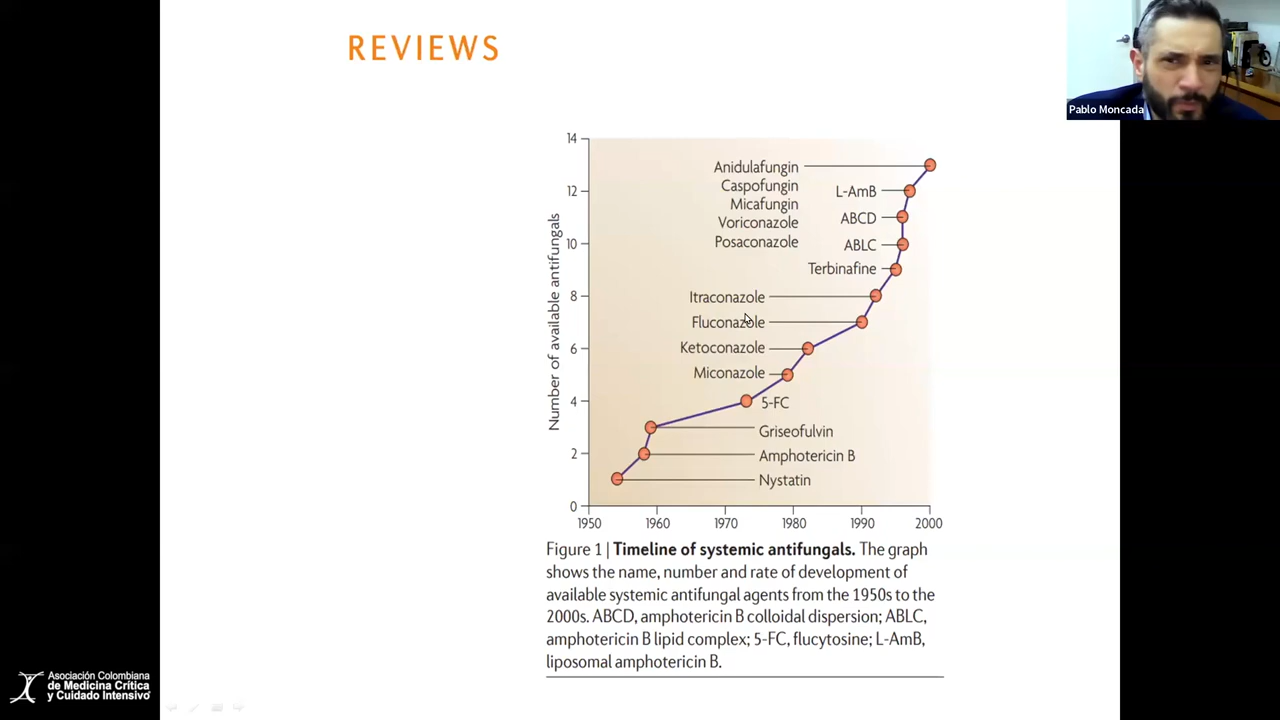 REVIEWS
Pablo Moncada
14
12
10
8
6
4
2
0
Number of available antifungals
Anidulafungin
Caspofungin
Micafungin
Voriconazole
Posaconazole
L-AmB
ABCD
ABLC
Terbinafine
Itraconazole
Fluconazole
Ketoconazole
Miconazole
5-FC
Griseofulvin
Amphotericin B
Nystatin
1950 1960 1970 1980 1990 2000
Figure 1 | Timeline of systemic antifungals. The graph
shows the name, number and rate of development of
available systemic antifungal agents from the 1950s to the
2000s. ABCD, amphotericin B colloidal dispersion; ABLC,
amphotericin B lipid complex; 5-FC, flucytosine; L-AmB,
liposomal amphotericin B.
Asociación Colombiana
de Medicina Crítica
y Cuidado Intensivo